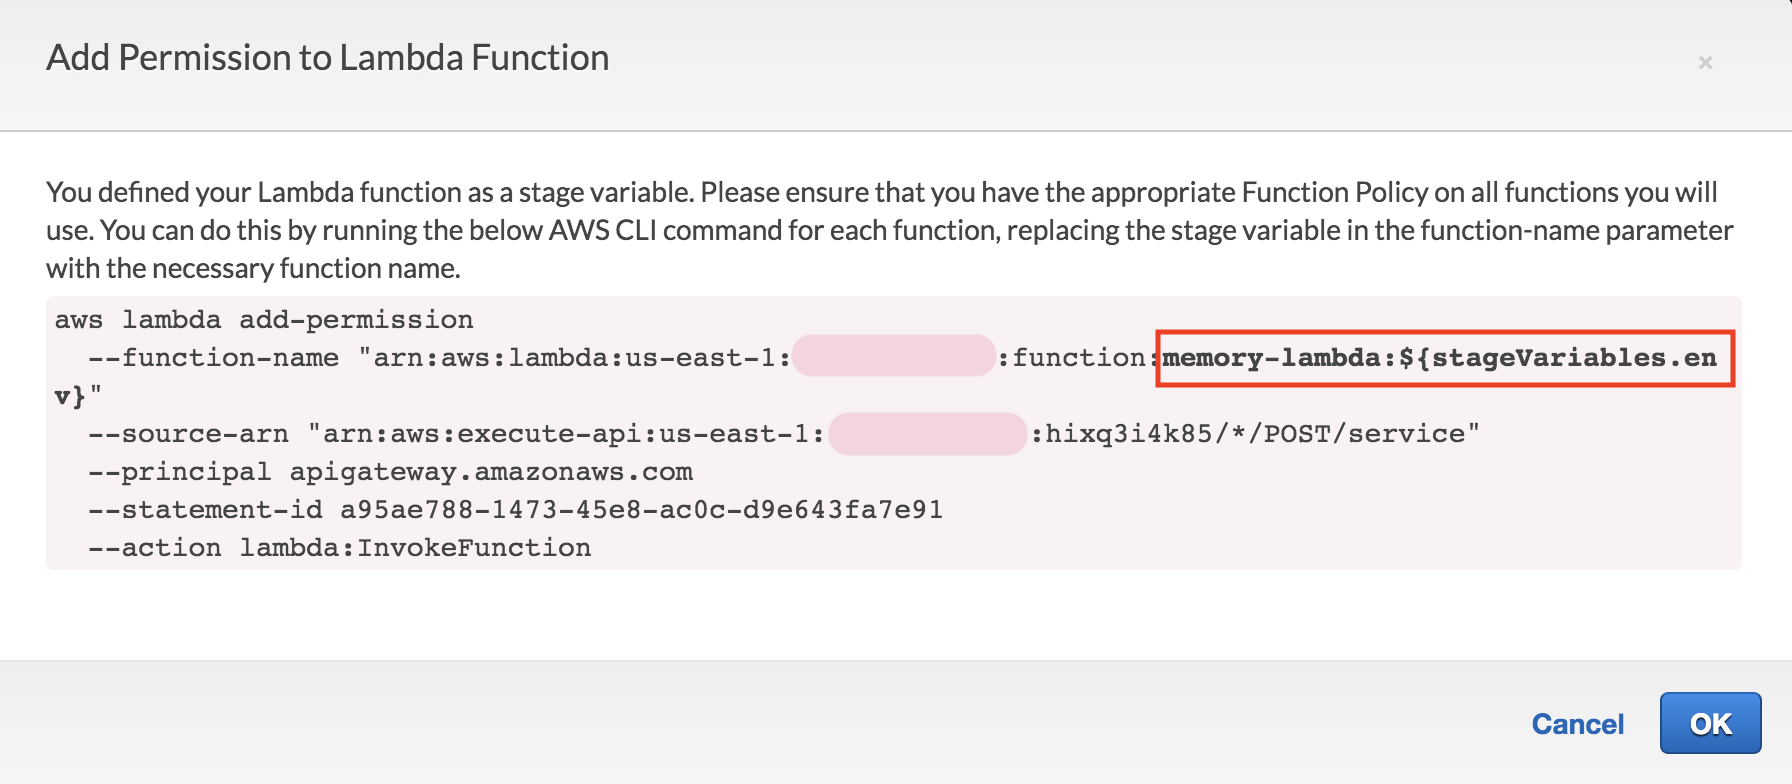 Add Permission to Lambda Function
×
You defined your Lambda function as a stage variable. Please ensure that you have the appropriate Function Policy on all functions you will
use. You can do this by running the below AWS CLI command for each function, replacing the stage variable in the function-name parameter
with the necessary function name.
aws lambda add-permission
--function-name "arn:aws:lambda:us-east-1: :function:memory-lambda:${stageVariables.en
v}"
--source-arn "arn:aws:execute-api:us-east-1: :hixq3i4k85/*/POST/service"
--principal apigateway.amazonaws.com
--statement-id a95ae788-1473-45e8-ac0c-d9e643fa7e91
--action lambda:InvokeFunction
Cancel OK